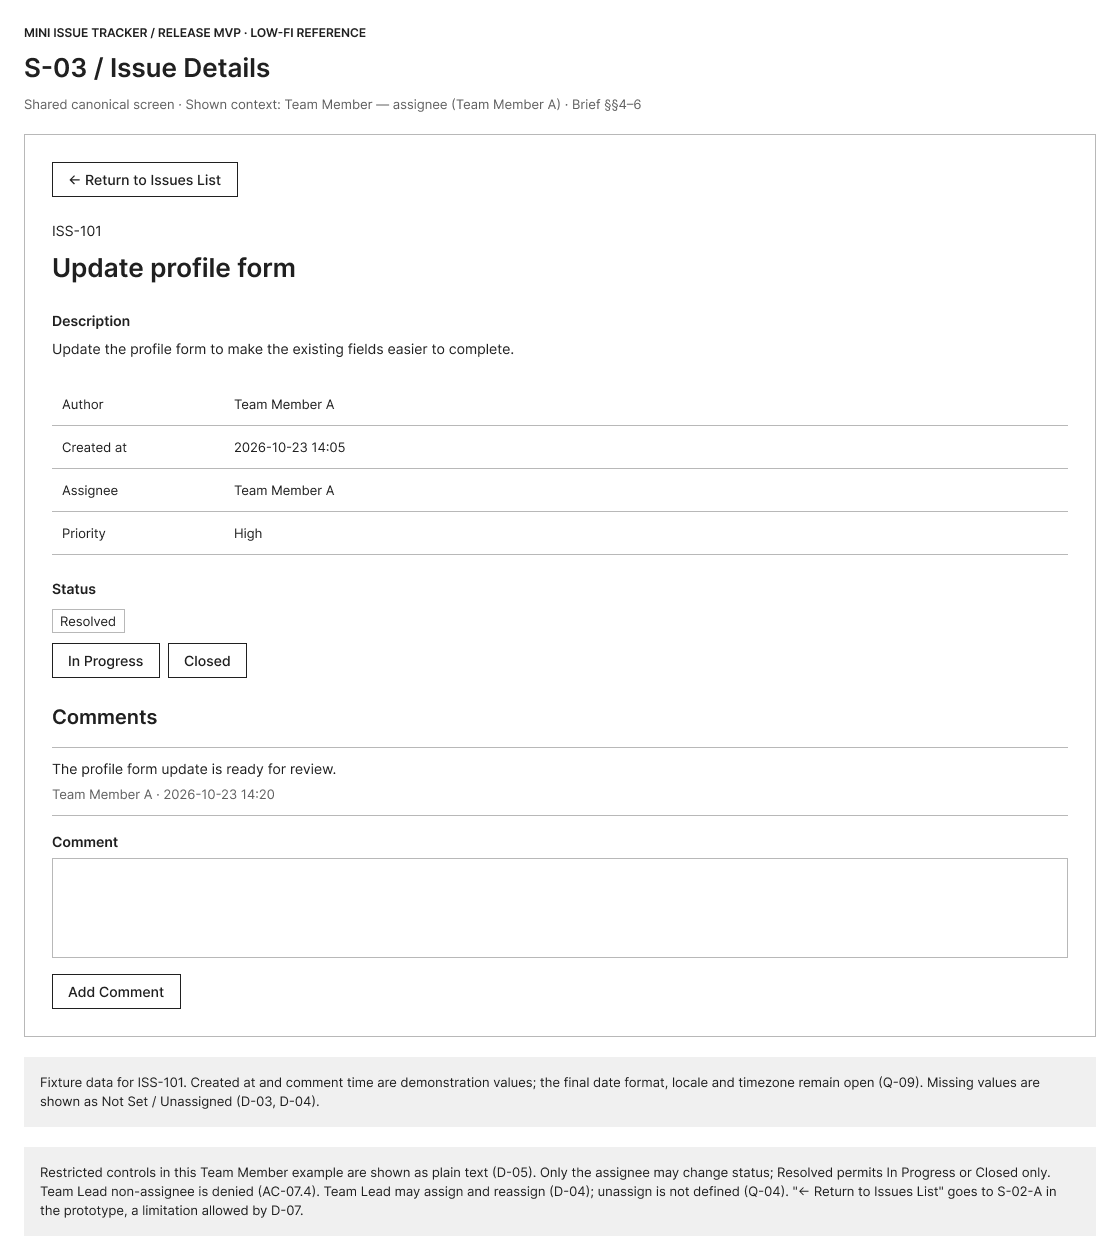 MINI ISSUE TRACKER / RELEASE MVP · LOW-FI REFERENCE
S-03 / Issue Details
Shared canonical screen · Shown context: Team Member — assignee (Team Member A) · Brief §§4–6
← Return to Issues List
ISS-101
Update profile form
Description
Update the profile form to make the existing fields easier to complete.
Author Team Member A
Created at 2026-10-23 14:05
Assignee Team Member A
Priority High
Status
Resolved
In Progress Closed
Comments
The profile form update is ready for review.
Team Member A · 2026-10-23 14:20
Comment
Add Comment
Fixture data for ISS-101. Created at and comment time are demonstration values; the final date format, locale and timezone remain open (Q-09). Missing values are
shown as Not Set / Unassigned (D-03, D-04).
Restricted controls in this Team Member example are shown as plain text (D-05). Only the assignee may change status; Resolved permits In Progress or Closed only.
Team Lead non-assignee is denied (AC-07.4). Team Lead may assign and reassign (D-04); unassign is not defined (Q-04). "← Return to Issues List" goes to S-02-A in
the prototype, a limitation allowed by D-07.